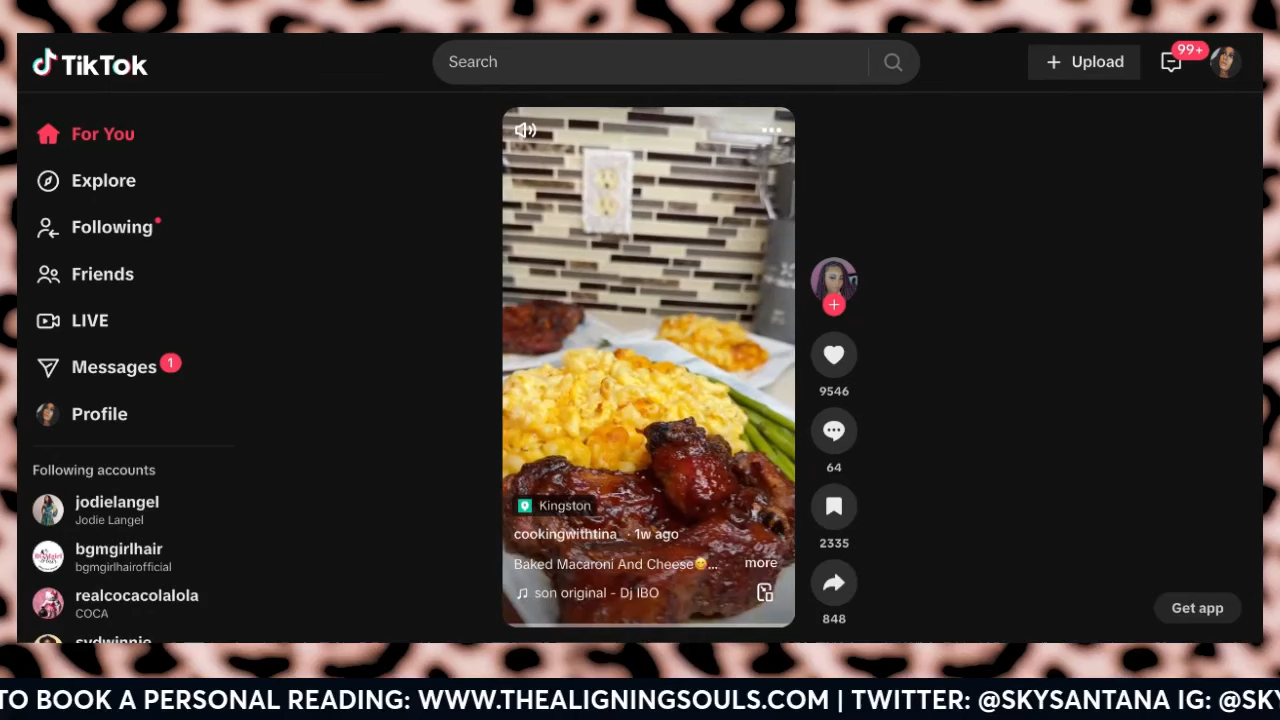 TikTok
Search
Upload
99+
For You
Explore
Following
Friends
LIVE
Messages 1
Profile
Following accounts
jodielangel
Jodie Langel
bgmgirlhair
bgmgirlhairofficial
realcocacolalola
COCA
Kingston
cookingwithtina_ · 1w ago
Baked Macaroni And Cheese😋... more
son original - Dj IBO
9546
64
2335
848
Get app
TO BOOK A PERSONAL READING: WWW.THEALIGNINGSOULS.COM | TWITTER: @SKYSANTANA IG: @SKY